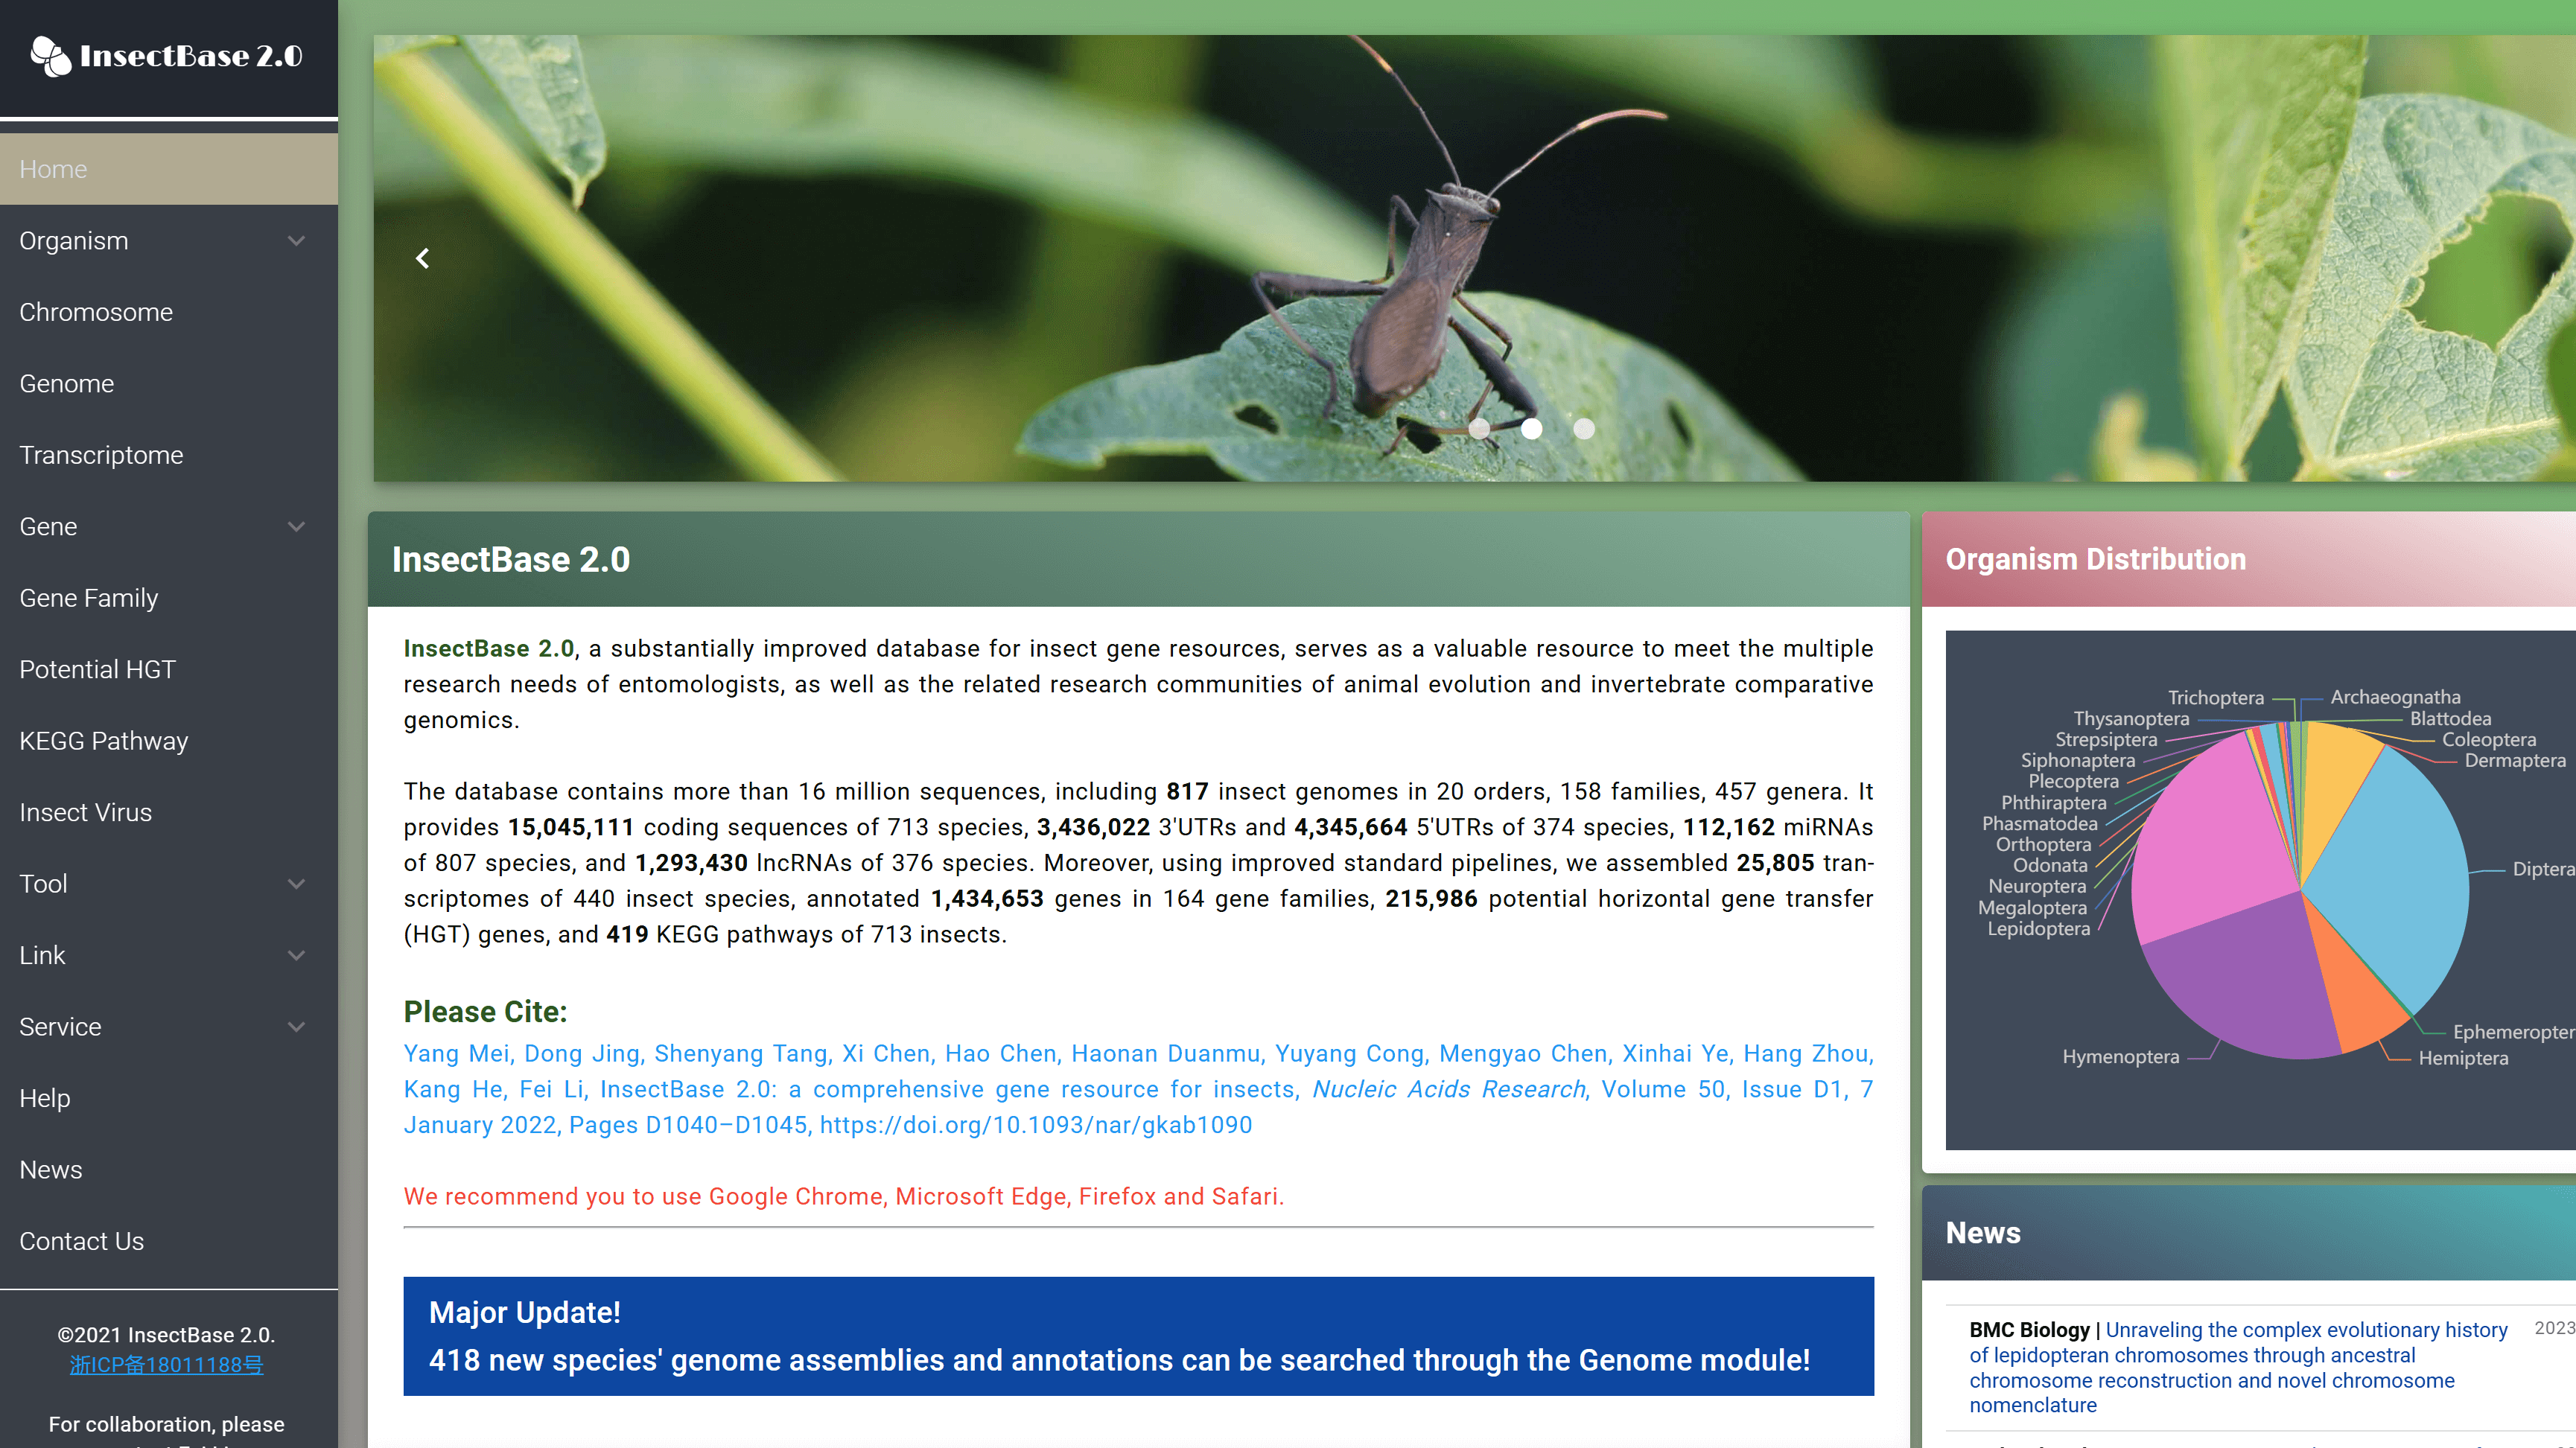 InsectBase 2.0
Home
Organism
Chromosome
Genome
Transcriptome
Gene
Gene Family
Potential HGT
KEGG Pathway
Insect Virus
Tool
Link
Service
Help
News
Contact Us
©2021 InsectBase 2.0.
浙ICP备18011188号
For collaboration, please
InsectBase 2.0
InsectBase 2.0, a substantially improved database for insect gene resources, serves as a valuable resource to meet the multiple
research needs of entomologists, as well as the related research communities of animal evolution and invertebrate comparative
genomics.
The database contains more than 16 million sequences, including 817 insect genomes in 20 orders, 158 families, 457 genera. It
provides 15,045,111 coding sequences of 713 species, 3,436,022 3'UTRs and 4,345,664 5'UTRs of 374 species, 112,162 miRNAs
of 807 species, and 1,293,430 lncRNAs of 376 species. Moreover, using improved standard pipelines, we assembled 25,805 tran-
scriptomes of 440 insect species, annotated 1,434,653 genes in 164 gene families, 215,986 potential horizontal gene transfer
(HGT) genes, and 419 KEGG pathways of 713 insects.
Please Cite:
Yang Mei, Dong Jing, Shenyang Tang, Xi Chen, Hao Chen, Haonan Duanmu, Yuyang Cong, Mengyao Chen, Xinhai Ye, Hang Zhou,
Kang He, Fei Li, InsectBase 2.0: a comprehensive gene resource for insects, Nucleic Acids Research, Volume 50, Issue D1, 7
January 2022, Pages D1040–D1045, https://doi.org/10.1093/nar/gkab1090
We recommend you to use Google Chrome, Microsoft Edge, Firefox and Safari.
Major Update!
418 new species' genome assemblies and annotations can be searched through the Genome module!
Organism Distribution
Trichoptera
Thysanoptera
Strepsiptera
Siphonaptera
Plecoptera
Phthiraptera
Phasmatodea
Orthoptera
Odonata
Neuroptera
Megaloptera
Lepidoptera
Hymenoptera
Archaeognatha
Blattodea
Coleoptera
Dermaptera
Diptera
Ephemeropter
Hemiptera
News
BMC Biology | Unraveling the complex evolutionary history
of lepidopteran chromosomes through ancestral
chromosome reconstruction and novel chromosome
nomenclature
2023